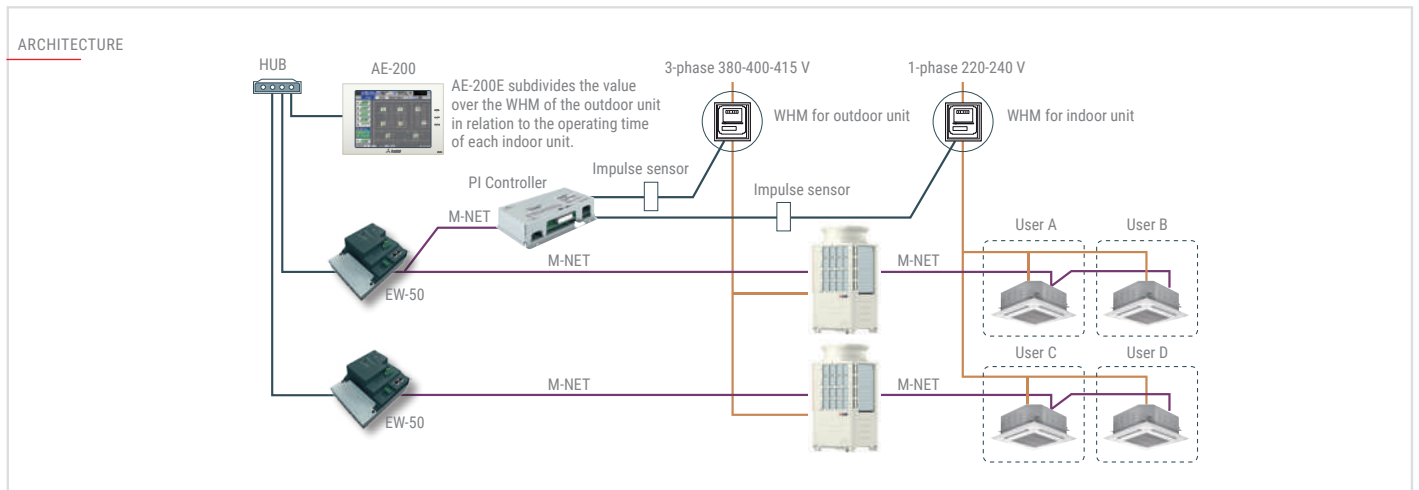 ARCHITECTURE
HUB
AE-200
3-phase 380-400-415 V
1-phase 220-240 V
AE-200E subdivides the value
over the WHM of the outdoor unit
in relation to the operating time
of each indoor unit.
WHM for outdoor unit
WHM for indoor unit
Impulse sensor
PI Controller
Impulse sensor
M-NET
User A
User B
M-NET
M-NET
EW-50
User C
User D
M-NET
M-NET
EW-50